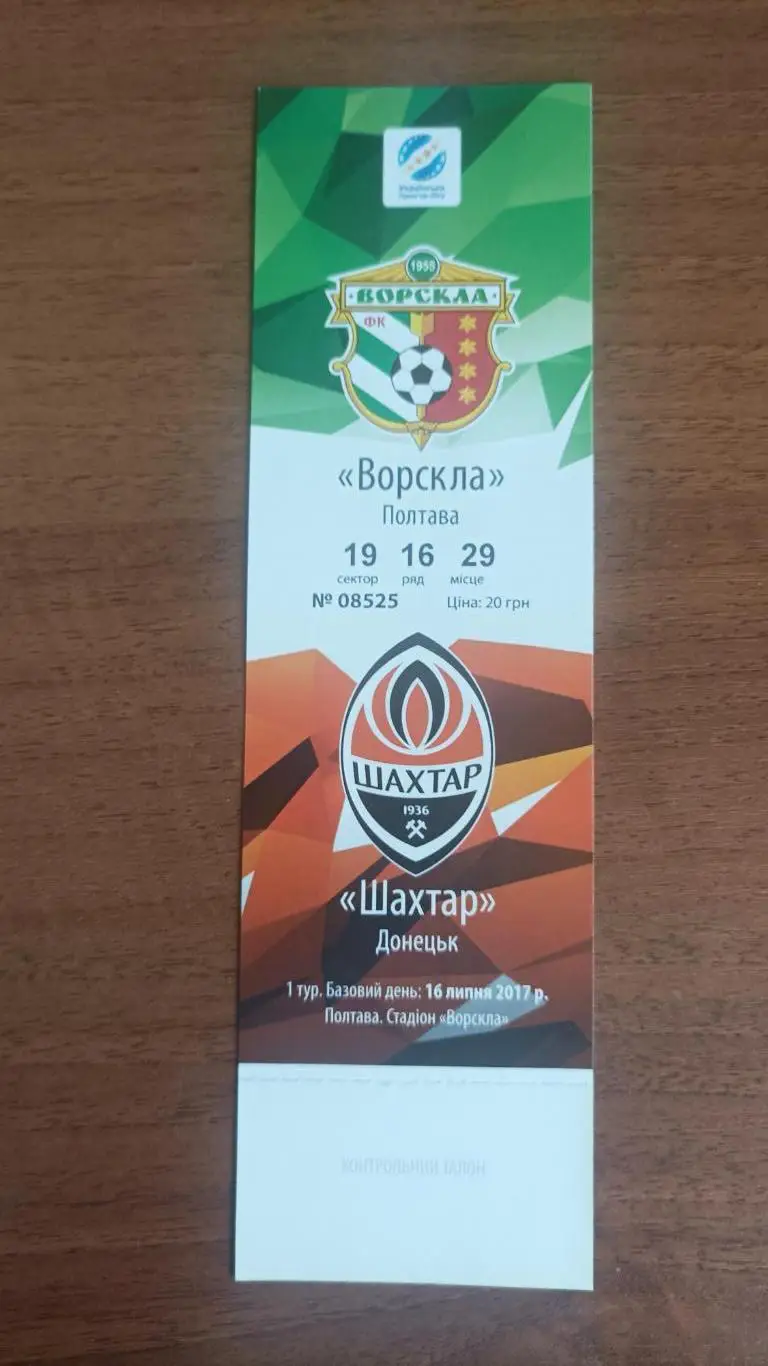 1958
ВОРСКЛА
ФК
«Ворскла»
Полтава
19 16 29
сектор ряд місце
№ 08525 Ціна: 20 грн
ШАХТАР
1936
«Шахтар»
Донецьк
1 тур. Базовий день: 16 липня 2017 р.
Полтава. Стадіон «Ворскла»
КОНТРОЛЬНИЙ ТАЛОН